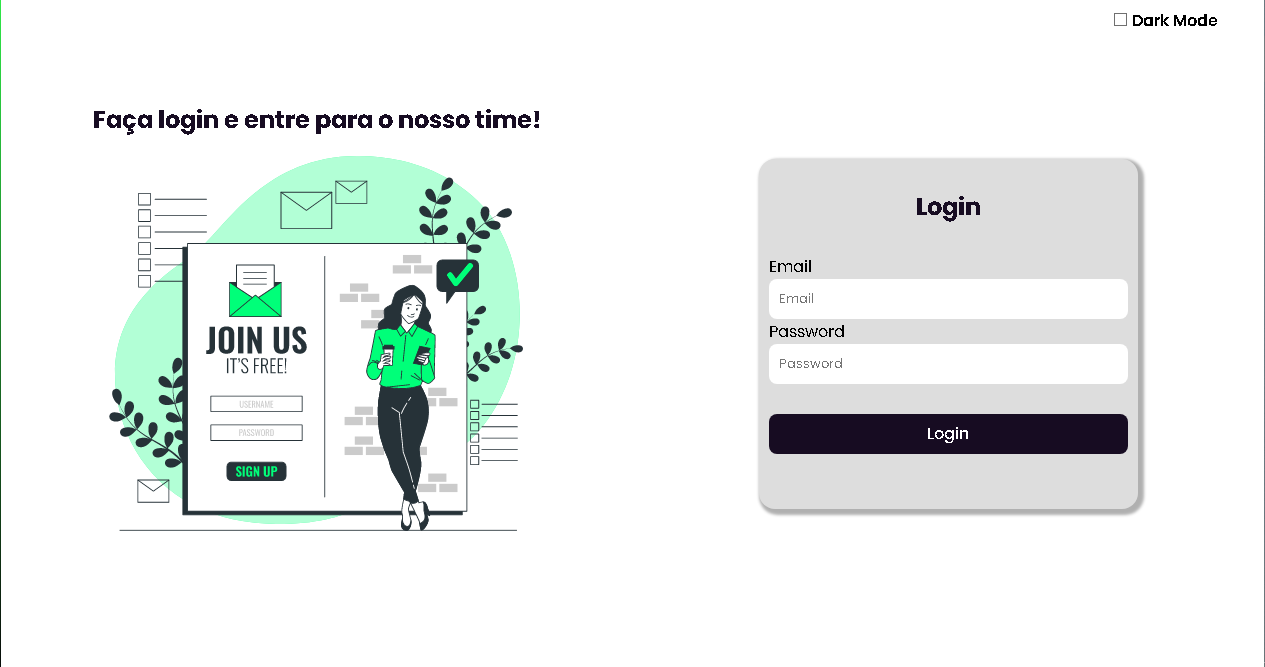 Dark Mode
Faça login e entre para o nosso time!
JOIN US
IT'S FREE!
USERNAME
PASSWORD
SIGN UP
Login
Email
Email
Password
Password
Login